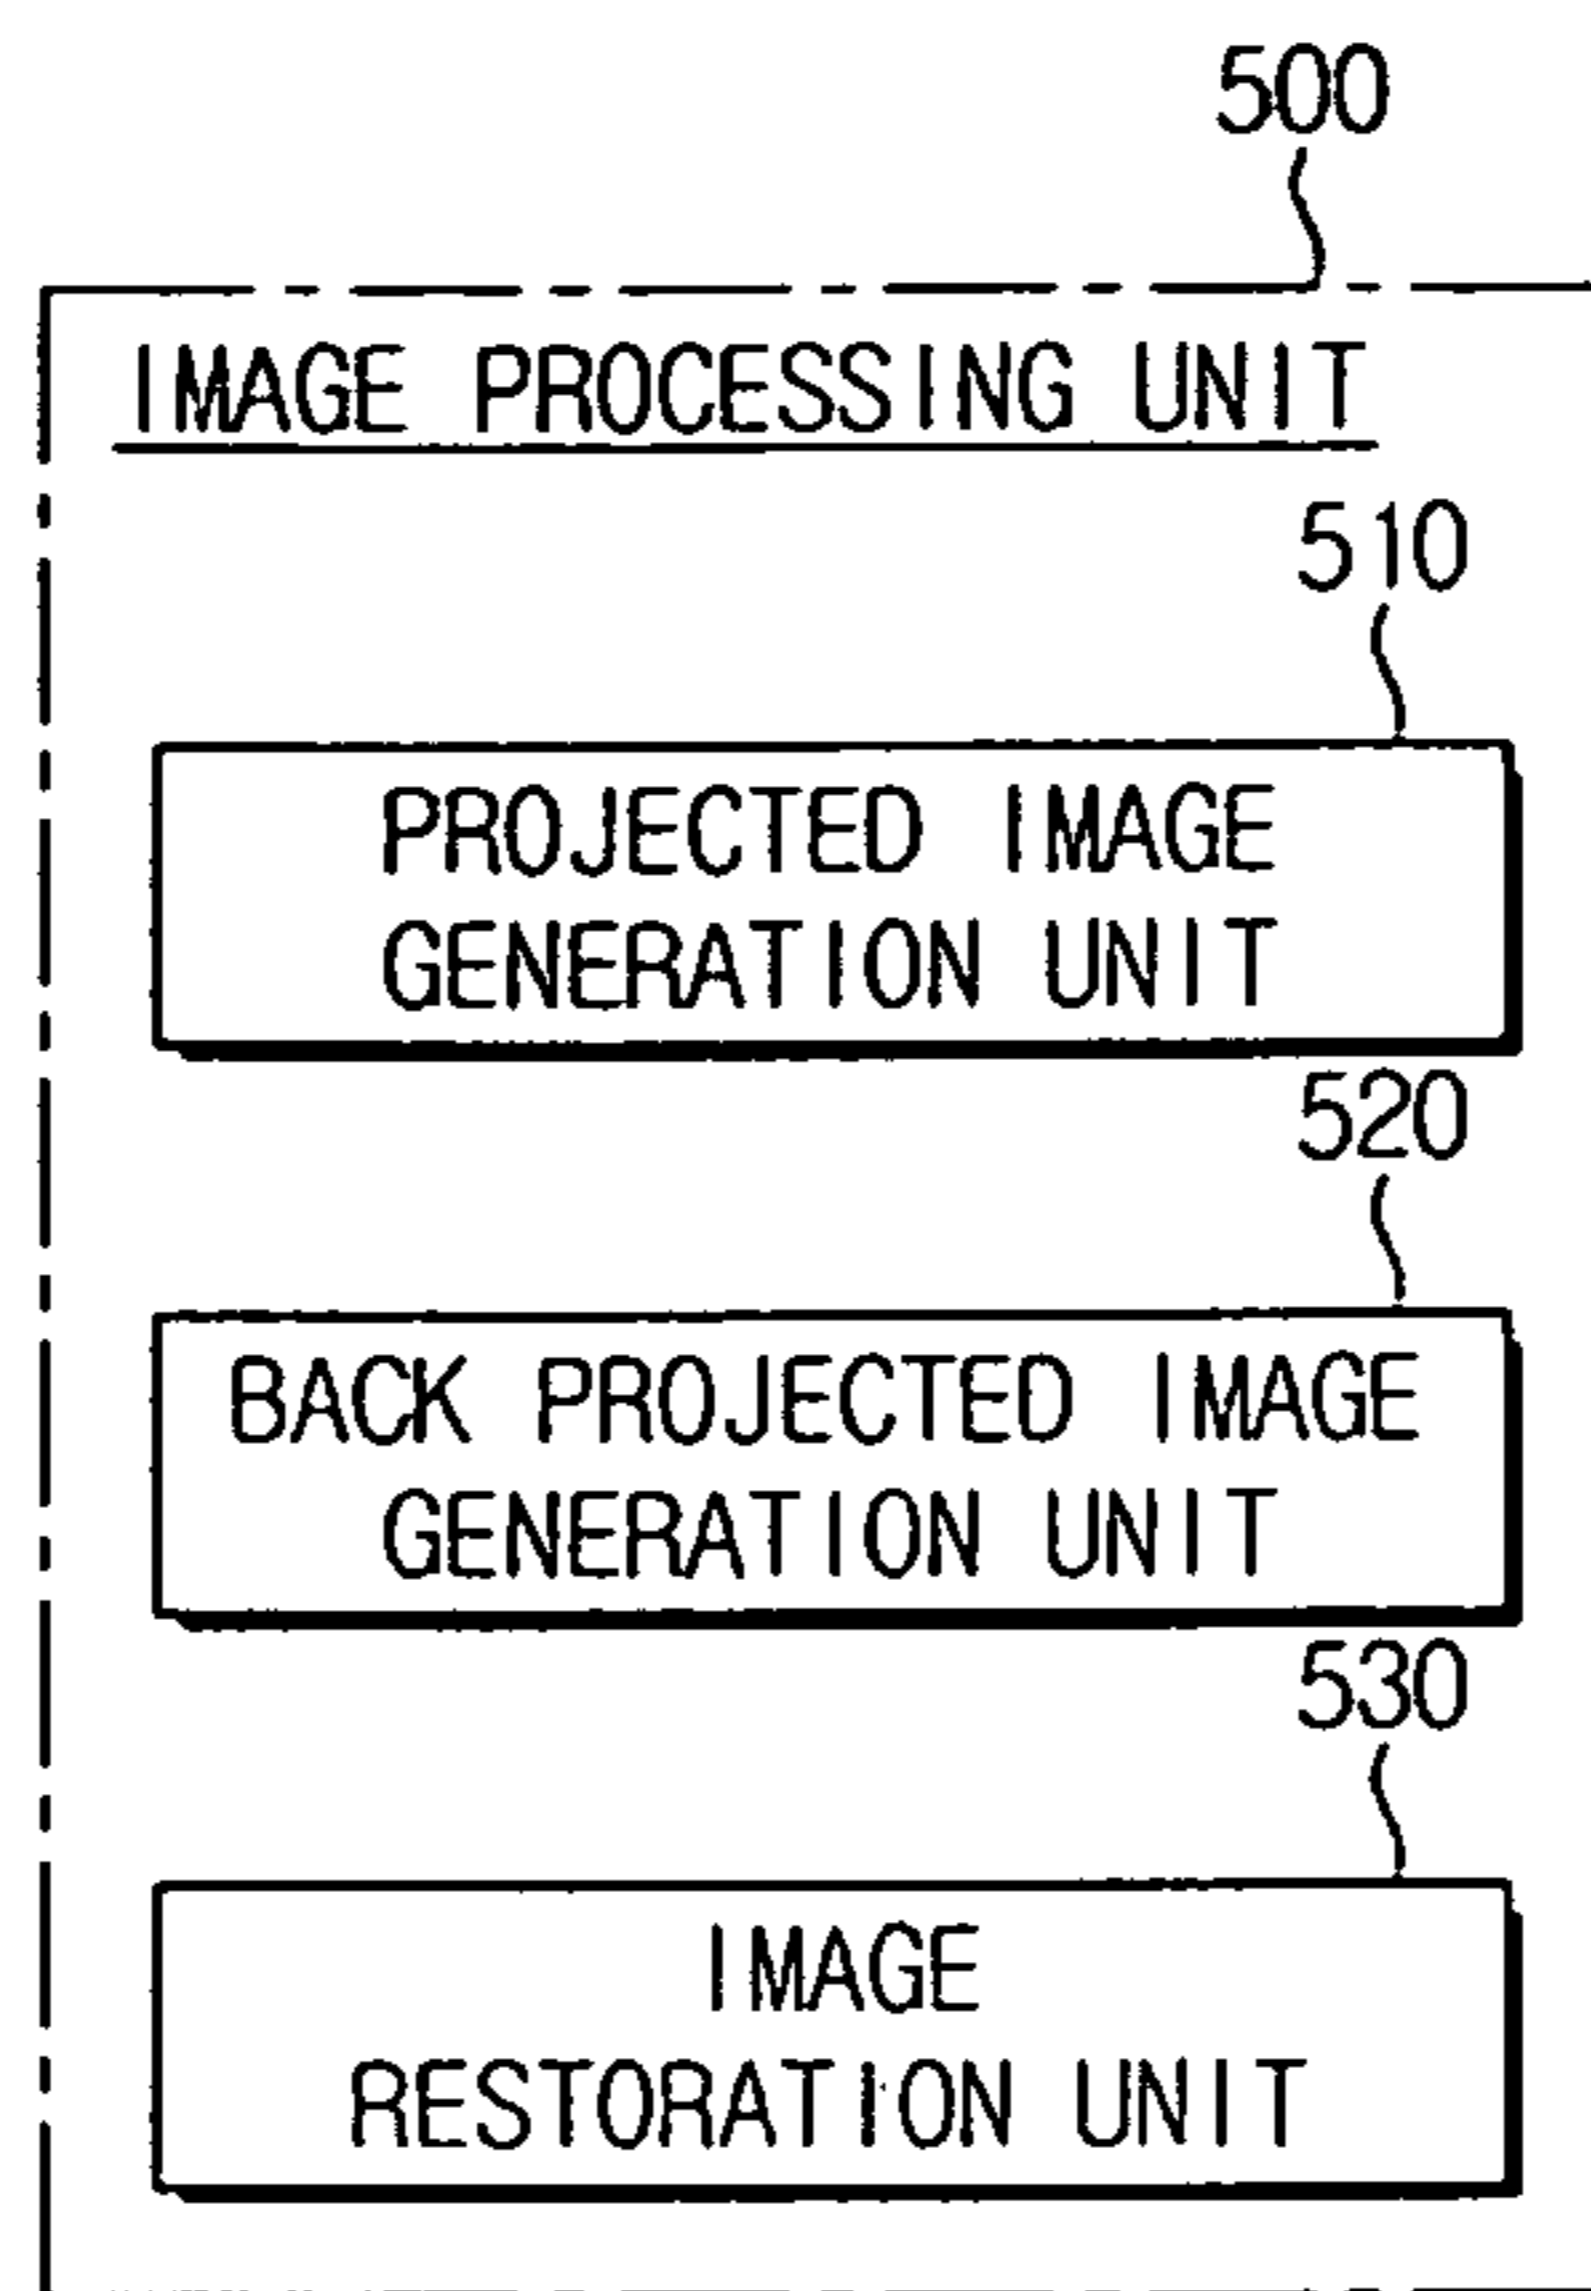 500
IMAGE PROCESSING UNIT
510
PROJECTED IMAGE
GENERATION UNIT
520
BACK PROJECTED IMAGE
GENERATION UNIT
530
IMAGE
RESTORATION UNIT